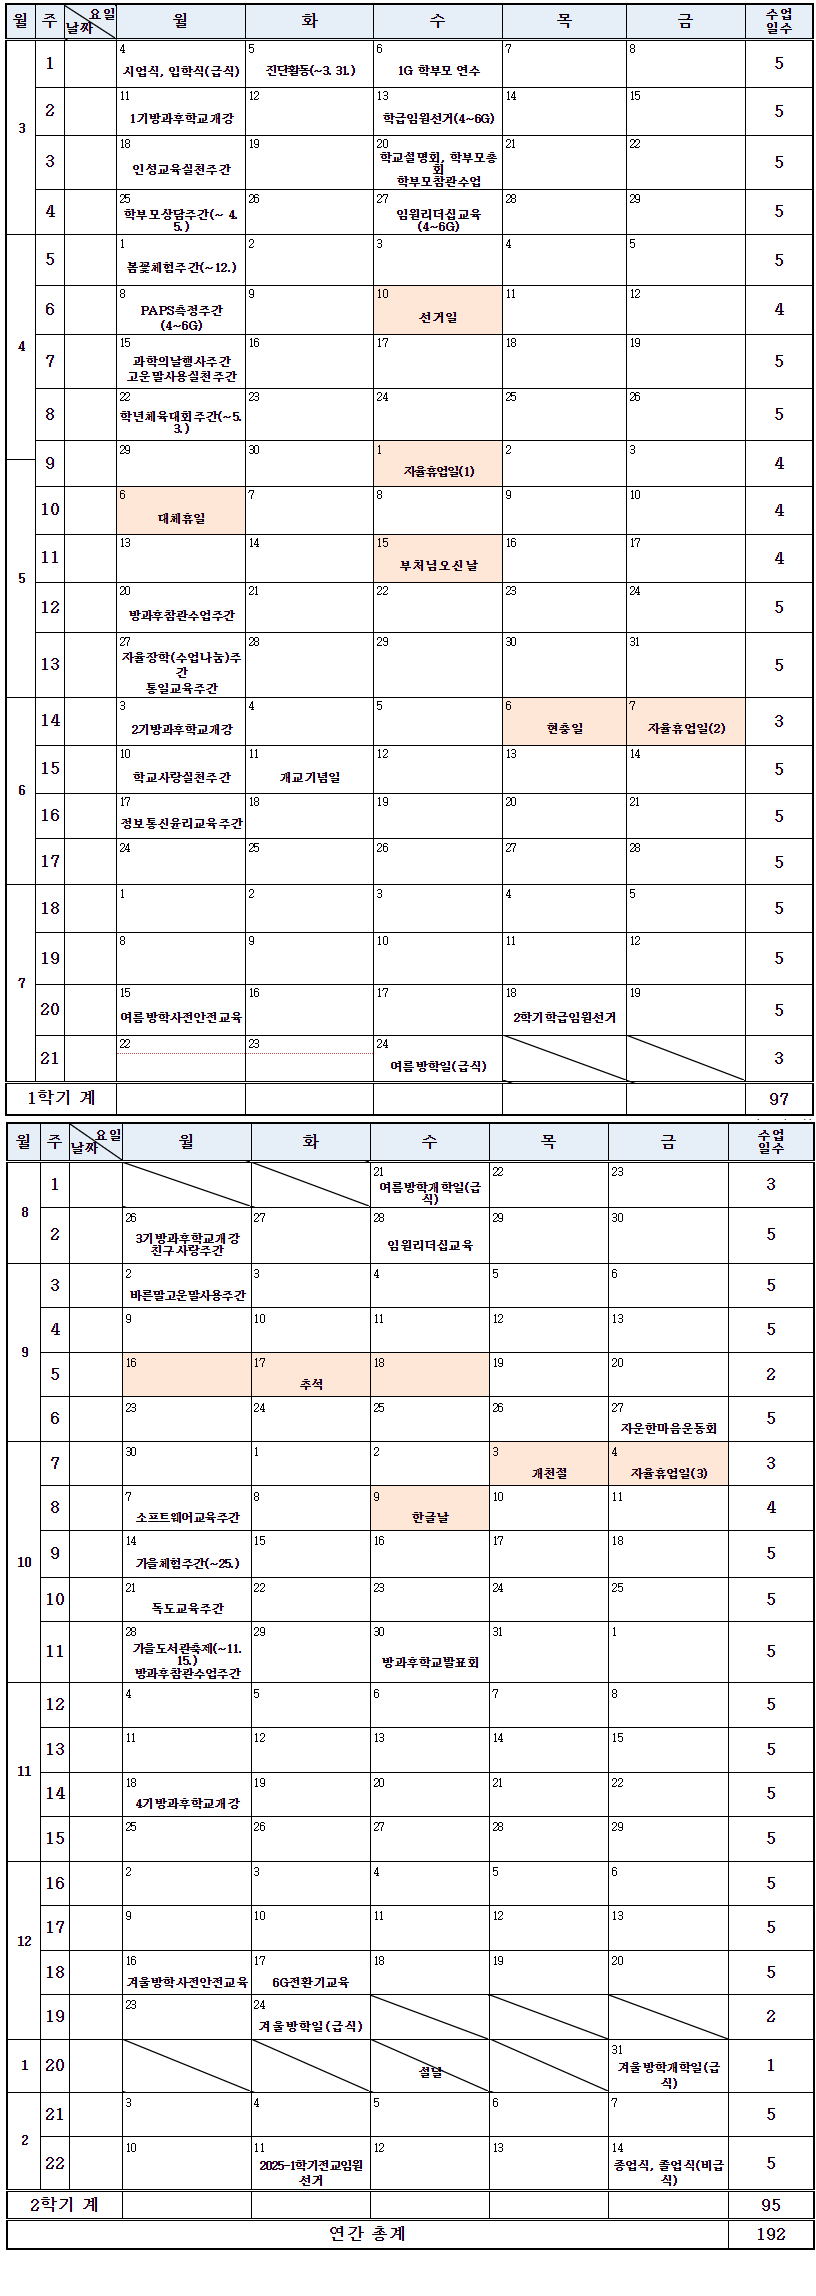 월 주 요일 날짜 월 화 수 목 금 수업 일수
3 1 4 시업식, 입학식(급식) 5 진단활동(~3. 31.) 6 1G 학부모 연수 7 8 5
2 11 1기방과후학교개강 12 13 학급임원선거(4~6G) 14 15 5
3 18 인성교육실천주간 19 20 학교설명회, 학부모총회 학부모참관수업 21 22 5
4 25 학부모상담주간(~ 4. 5.) 26 27 임원리더십교육 (4~6G) 28 29 5
4 5 1 봄꽃체험주간(~12.) 2 3 4 5 5
6 8 PAPS측정주간 (4~6G) 9 10 선거일 11 12 4
7 15 과학의날행사주간 고운말사용실천주간 16 17 18 19 5
8 22 학년체육대회주간(~5. 3.) 23 24 25 26 5
9 29 30 1 자율휴업일(1) 2 3 4
5 10 6 대체휴일 7 8 9 10 4
11 13 14 15 부처님오신날 16 17 4
12 20 방과후참관수업주간 21 22 23 24 5
13 27 자율장학(수업나눔)주간 통일교육주간 28 29 30 31 5
6 14 3 2기방과후학교개강 4 5 6 현충일 7 자율휴업일(2) 3
15 10 학교사랑실천주간 11 개교기념일 12 13 14 5
16 17 정보통신윤리교육주간 18 19 20 21 5
17 24 25 26 27 28 5
7 18 1 2 3 4 5 5
19 8 9 10 11 12 5
20 15 여름방학사전안전교육 16 17 18 2학기학급임원선거 19 5
21 22 23 24 여름방학일(급식) 3
1학기 계 97
월 주 요일 날짜 월 화 수 목 금 수업 일수
8 1 21 여름방학개학일(급식) 22 23 3
2 26 3기방과후학교개강 친구사랑주간 27 28 임원리더십교육 29 30 5
9 3 2 바른말고운말사용주간 3 4 5 6 5
4 9 10 11 12 13 5
5 16 17 추석 18 19 20 2
6 23 24 25 26 27 자운한마음운동회 5
10 7 30 1 2 3 개천절 4 자율휴업일(3) 3
8 7 소프트웨어교육주간 8 9 한글날 10 11 4
9 14 가을체험주간(~25.) 15 16 17 18 5
10 21 독도교육주간 22 23 24 25 5
11 28 가을도서관축제(~11. 15.) 방과후참관수업주간 29 30 방과후학교발표회 31 1 5
11 12 4 5 6 7 8 5
13 11 12 13 14 15 5
14 18 4기방과후학교개강 19 20 21 22 5
15 25 26 27 28 29 5
12 16 2 3 4 5 6 5
17 9 10 11 12 13 5
18 16 겨울방학사전안전교육 17 6G전환기교육 18 19 20 5
19 23 24 겨울방학일(급식) 2
1 20 설날 31 겨울방학개학일(급식) 1
2 21 3 4 5 6 7 5
22 10 11 2025-1학기전교임원선거 12 13 14 종업식, 졸업식(비급식) 5
2학기 계 95
연간 총계 192